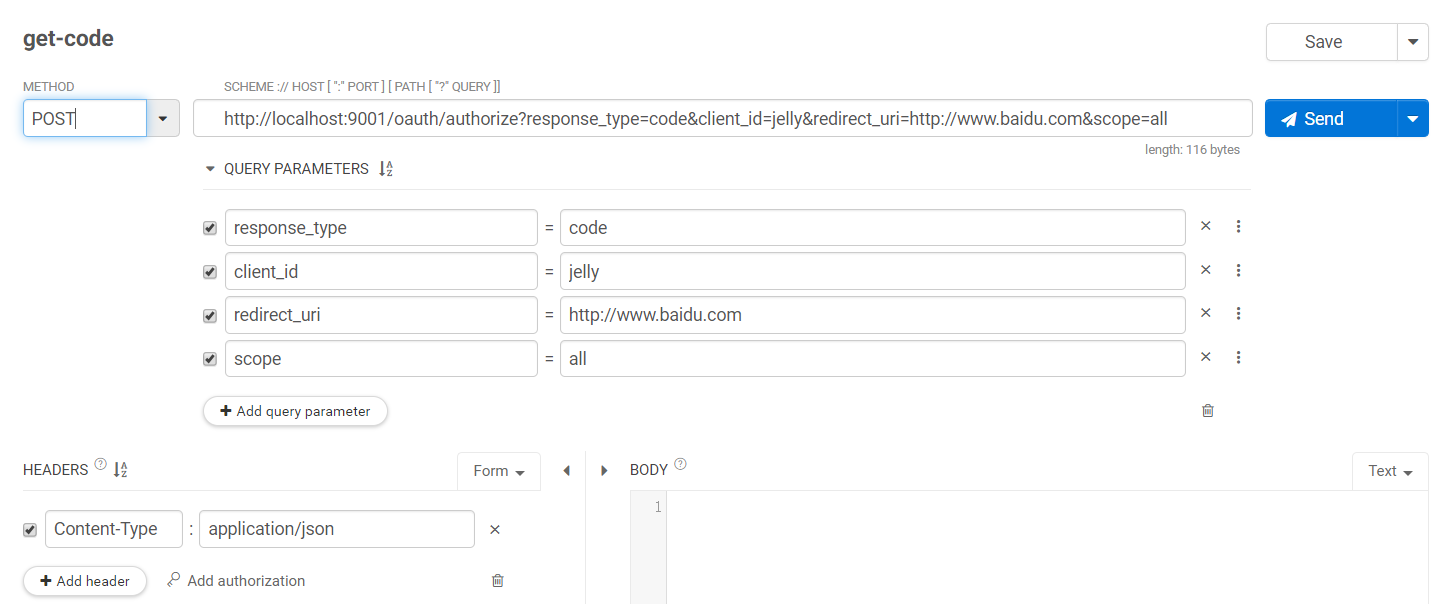 get-code
Save
METHOD
SCHEME :// HOST [ ":" PORT ] [ PATH [ "?" QUERY ]]
POST
http://localhost:9001/oauth/authorize?response_type=code&client_id=jelly&redirect_uri=http://www.baidu.com&scope=all
Send
length: 116 bytes
QUERY PARAMETERS
response_type = code
client_id = jelly
redirect_uri = http://www.baidu.com
scope = all
Add query parameter
HEADERS
Form
BODY
Text
1
Content-Type : application/json
Add header
Add authorization